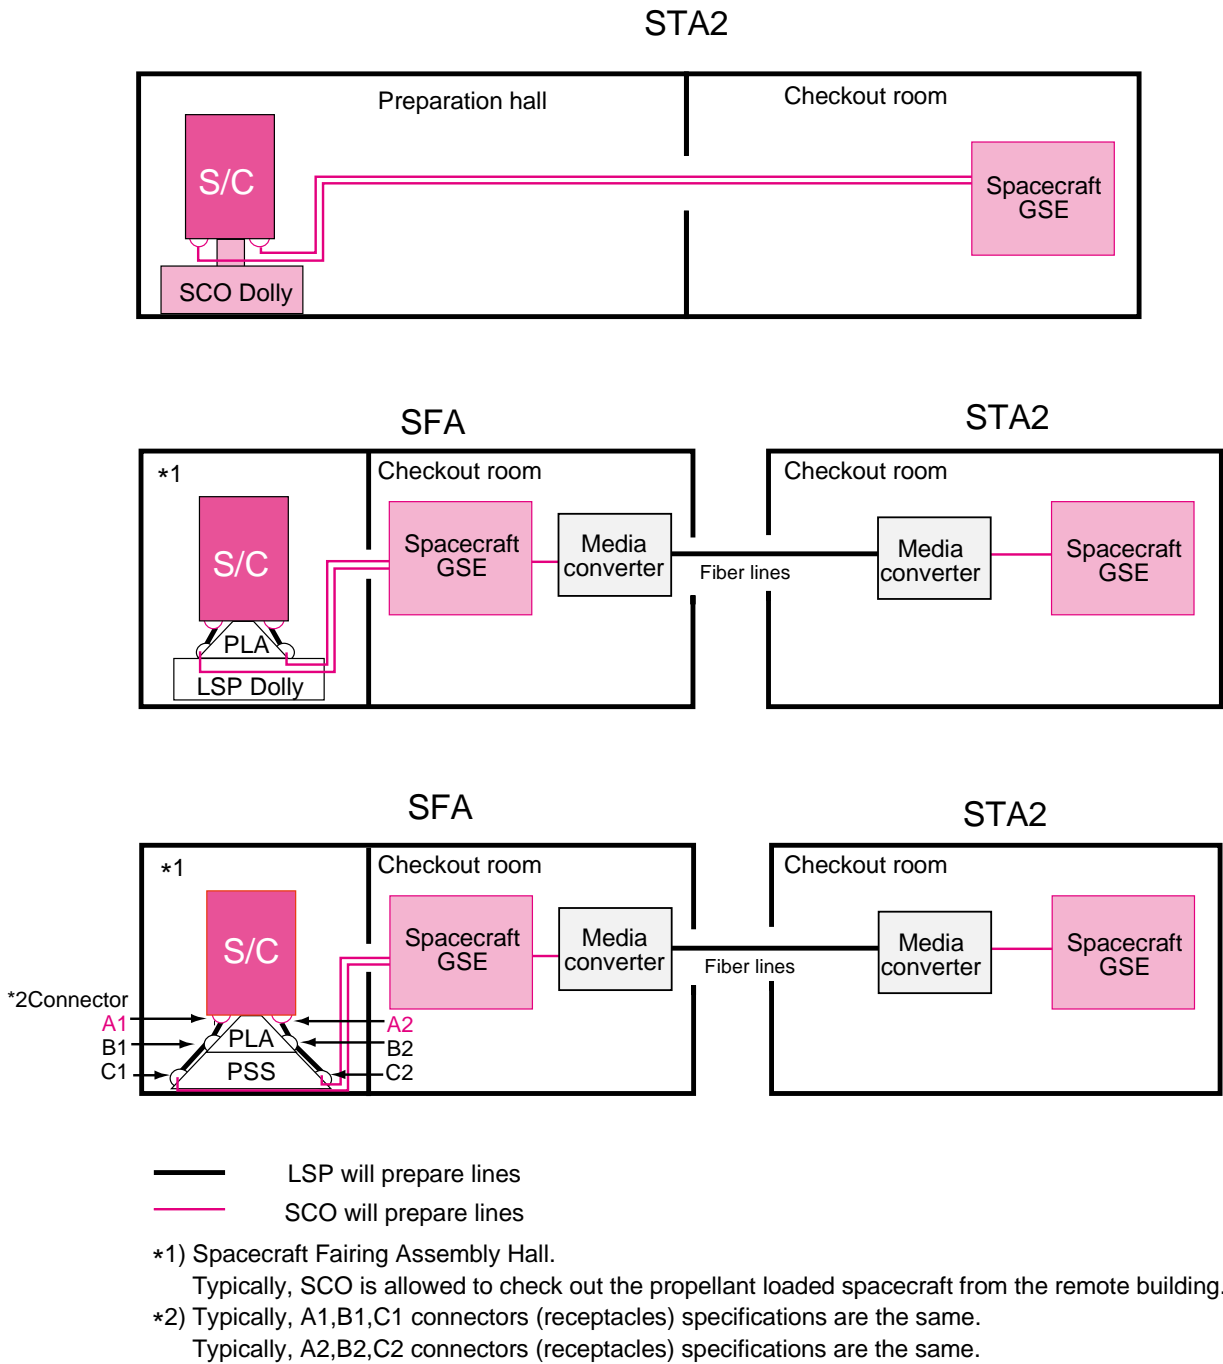 STA2
Preparation hall
Checkout room
S/C
Spacecraft
GSE
SCO Dolly
SFA
STA2
*1
Checkout room
Checkout room
S/C
Spacecraft
GSE
Media
converter
Fiber lines
Media
converter
Spacecraft
GSE
PLA
LSP Dolly
SFA
STA2
*1
Checkout room
Checkout room
S/C
Spacecraft
GSE
Media
converter
Fiber lines
Media
converter
Spacecraft
GSE
*2Connector
A1
A2
B1
PLA
B2
C1
PSS
C2
LSP will prepare lines
SCO will prepare lines
*1) Spacecraft Fairing Assembly Hall.
Typically, SCO is allowed to check out the propellant loaded spacecraft from the remote building.
*2) Typically, A1,B1,C1 connectors (receptacles) specifications are the same.
Typically, A2,B2,C2 connectors (receptacles) specifications are the same.